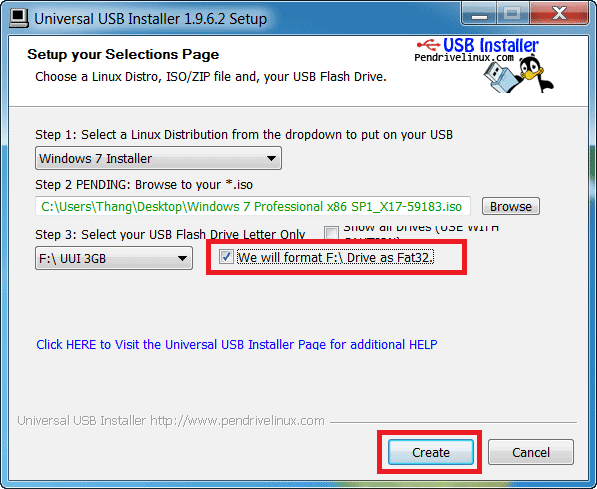 Universal USB Installer 1.9.6.2 Setup
Setup your Selections Page
Choose a Linux Distro, ISO/ZIP file and, your USB Flash Drive.
USB Installer
Pendrivelinux.com
Step 1: Select a Linux Distribution from the dropdown to put on your USB
Windows 7 Installer
Step 2 PENDING: Browse to your *.iso
C:\Users\Thang\Desktop\Windows 7 Professional x86 SP1_X17-59183.iso
Browse
Step 3: Select your USB Flash Drive Letter Only
Show all Drives (USE WITH
CAUTION)
F:\ UUI 3GB
We will format F:\ Drive as Fat32.
Click HERE to Visit the Universal USB Installer Page for additional HELP
Universal USB Installer http://www.pendrivelinux.com
Create
Cancel